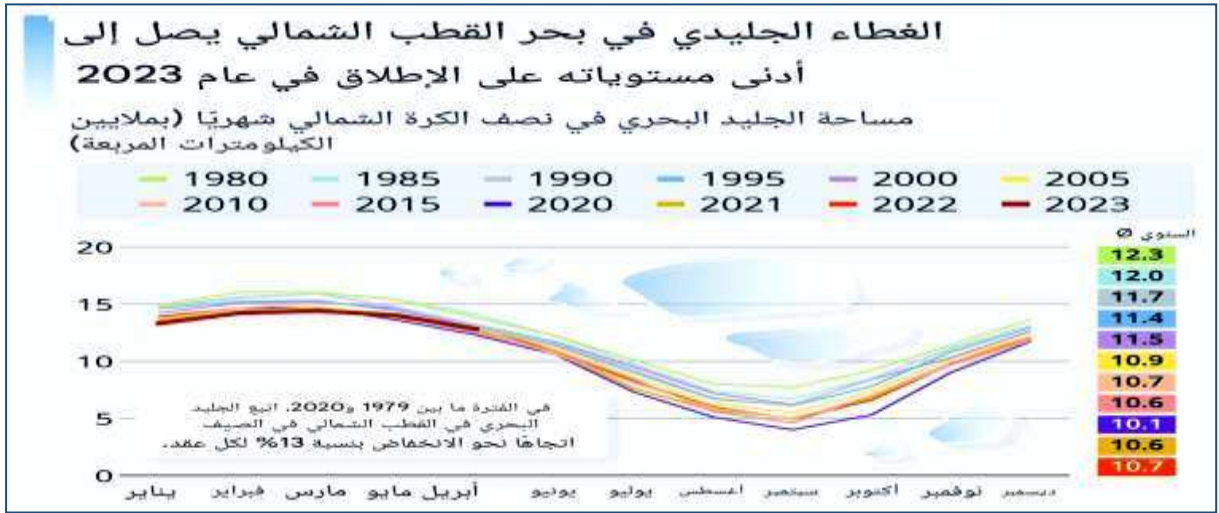 الغطاء الجليدي في بحر القطب الشمالي يصل إلى
أدنى مستوياته على الإطلاق في عام 2023
مساحة الجليد البحري في نصف الكرة الشمالي شهريًا (بملايين
الكيلومترات المربعة)
1980 1985 1990 1995 2000 2005
2010 2015 2020 2021 2022 2023
السنوي Ø
20
15
10
5
0
12.3
12.0
11.7
11.4
11.5
10.9
10.7
10.6
10.1
10.6
10.7
في الفترة ما بين 1979 و2020، اتبع الجليد
البحري في القطب الشمالي في الصيف
اتجاهًا نحو الانخفاض بنسبة 13% لكل عقد.
يناير فبراير مارس مايو أبريل يونيو يوليو أغسطس سبتمبر أكتوبر نوفمبر ديسمبر